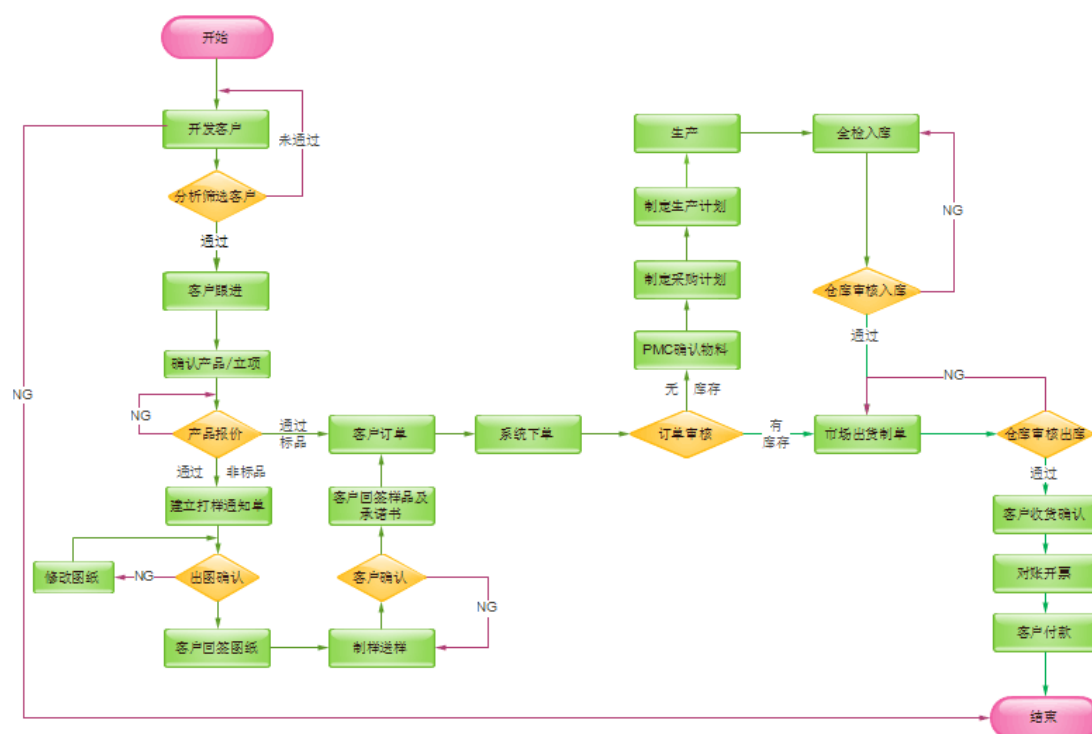 开始
开发客户
未通过
分析筛选客户
通过
客户跟进
确认产品/立项
NG
NG
产品报价
通过
标品
通过 非标品
建立打样通知单
修改图纸
NG
出图确认
客户回签图纸
客户订单
客户回签样品及
承诺书
客户确认
NG
制样送样
系统下单
订单审核
无 库存
有
库存
PMC确认物料
制定采购计划
制定生产计划
生产
全检入库
NG
仓库审核入库
通过
NG
市场出货制单
仓库审核出库
通过
客户收货确认
对账开票
客户付款
结束